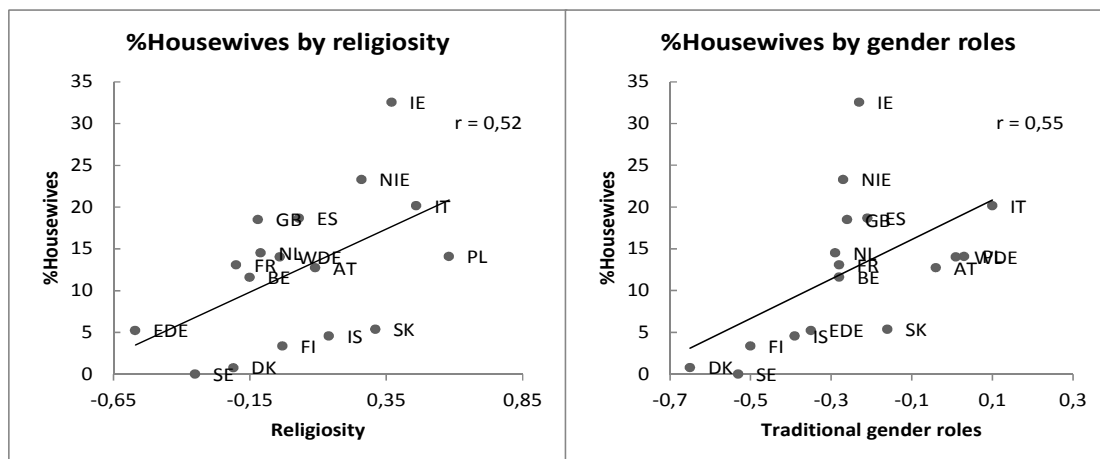 %Housewives by religiosity
35
30
25
20
15
10
5
0
%Housewives
IE
r = 0,52
NIE
IT
GB
ES
NL
WDE
PL
FR
AT
BE
EDE
SK
IS
FI
DK
SE
-0,65
-0,15
0,35
0,85
Religiosity
%Housewives by gender roles
35
30
25
20
15
10
5
0
%Housewives
IE
r = 0,55
NIE
IT
ES
GB
NL
WDE
PL
FR
AT
BE
EDE
SK
IS
FI
DK
SE
-0,7
-0,5
-0,3
-0,1
0,1
0,3
Traditional gender roles